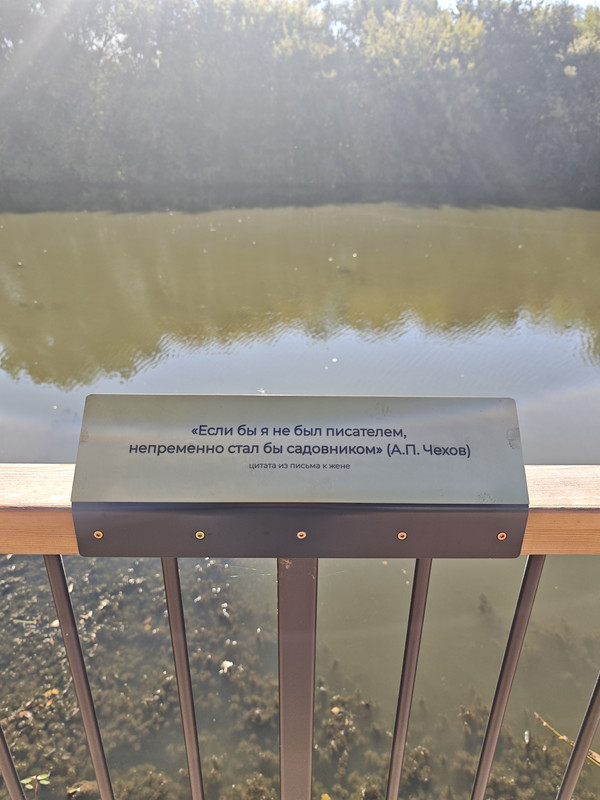 «Если бы я не был писателем,
непременно стал бы садовником» (А.П. Чехов)
цитата из письма к жене